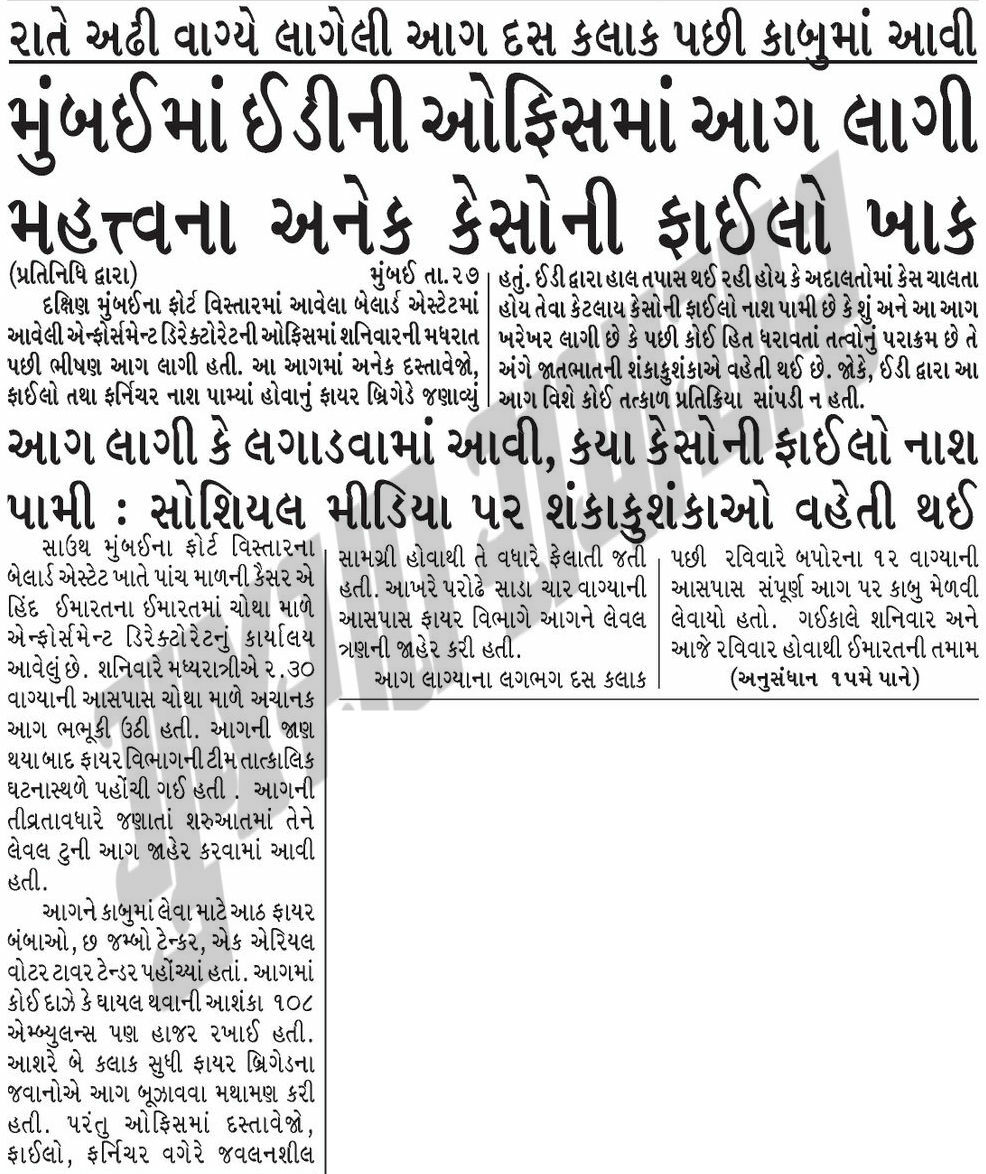 રાતે અઢી વાગ્યે લાગેલી આગ દસ કલાક પછી કાબુમાં આવી
મુંબઈમાં ઈડીની ઓફિસમાં આગ લાગી
મહત્ત્વના અનેક કેસોની ફાઈલો ખાક
(પ્રતિનિધિ દ્વારા) મુંબઈ તા.૨૭
દક્ષિણ મુંબઈના ફોર્ટ વિસ્તારમાં આવેલા બેલાર્ડ એસ્ટેટમાં
આવેલી એન્ફોર્સમેન્ટ ડિરેક્ટોરેટની ઓફિસમાં શનિવારની મધરાત
પછી ભીષણ આગ લાગી હતી. આ આગમાં અનેક દસ્તાવેજો,
ફાઈલો તથા ફર્નિચર નાશ પામ્યાં હોવાનું ફાયર બ્રિગેડે જણાવ્યું
હતું. ઈડી દ્વારા હાલ તપાસ થઈ રહી હોય કે અદાલતોમાં કેસ ચાલતા
હોય તેવા કેટલાય કેસોની ફાઈલો નાશ પામી છે કે શું અને આ આગ
ખરેખર લાગી છે કે પછી કોઈ હિત ધરાવતાં તત્વોનું પરાક્રમ છે તે
અંગે જાતભાતની શંકાકુશંકાએ વહેતી થઈ છે. જોકે, ઈડી દ્વારા આ
આગ વિશે કોઈ તત્કાળ પ્રતિક્રિયા સાંપડી ન હતી.
આગ લાગી કે લગાડવામાં આવી, કયા કેસોની ફાઈલો નાશ
પામી : સોશિયલ મીડિયા પર શંકાકુશંકાઓ વહેતી થઈ
સાઉથ મુંબઈના ફોર્ટ વિસ્તારના
બેલાર્ડ એસ્ટેટ ખાતે પાંચ માળની કૈસર એ
હિંદ ઈમારતના ઈમારતમાં ચોથા માળે
એન્ફોર્સમેન્ટ ડિરેક્ટોરેટનું કાર્યાલય
આવેલું છે. શનિવારે મધ્યરાત્રીએ ૨.૩૦
વાગ્યાની આસપાસ ચોથા માળે અચાનક
આગ ભભૂકી ઉઠી હતી. આગની જાણ
થયા બાદ ફાયર વિભાગની ટીમ તાત્કાલિક
ઘટનાસ્થળે પહોંચી ગઈ હતી . આગની
તીવ્રતાવધારે જણાતાં શરુઆતમાં તેને
લેવલ ટુની આગ જાહેર કરવામાં આવી
હતી.
આગને કાબુમાં લેવા માટે આઠ ફાયર
બંબાઓ, છ જમ્બો ટેન્કર, એક એરિયલ
વોટર ટાવર ટેન્ડર પહોંચ્યાં હતાં. આગમાં
કોઈ દાઝે કે ઘાયલ થવાની આશંકા ૧૦૮
એમ્બ્યુલન્સ પણ હાજર રખાઈ હતી.
આશરે બે કલાક સુધી ફાયર બ્રિગેડના
જવાનોએ આગ બૂઝાવવા મથામણ કરી
હતી. પરંતુ ઓફિસમાં દસ્તાવેજો,
ફાઈલો, ફર્નિચર વગેરે જવલનશીલ
સામગ્રી હોવાથી તે વધારે ફેલાતી જતી
હતી. આખરે પરોઢે સાડા ચાર વાગ્યાની
આસપાસ ફાયર વિભાગે આગને લેવલ
ત્રણની જાહેર કરી હતી.
આગ લાગ્યાના લગભગ દસ કલાક
પછી રવિવારે બપોરના ૧૨ વાગ્યાની
આસપાસ સંપૂર્ણ આગ પર કાબુ મેળવી
લેવાયો હતો. ગઈકાલે શનિવાર અને
આજે રવિવાર હોવાથી ઈમારતની તમામ
(અનુસંધાન ૧૫મે પાને)
ગુજરાત સમાચાર